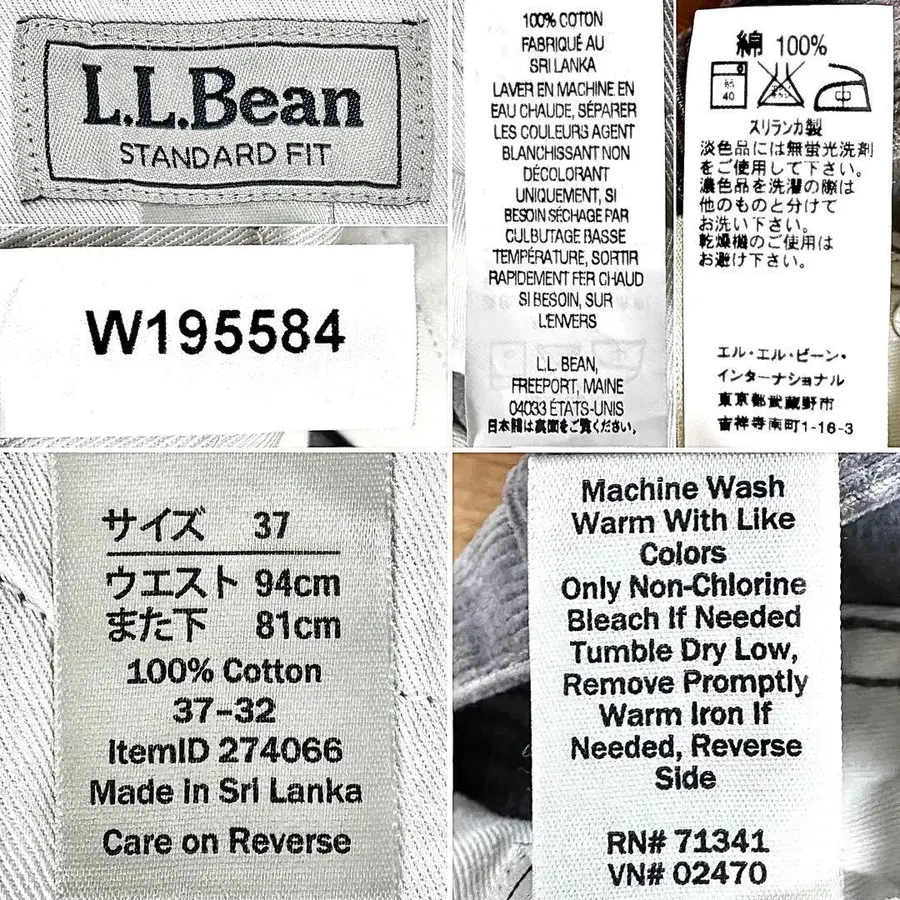 L.L.Bean
STANDARD FIT
W195584
100% COTON
FABRIQUÉ AU
SRI LANKA
LAVER EN MACHINE EN
EAU CHAUDE, SÉPARER
LES COULEURS AGENT
BLANCHISSANT NON
DÉCOLORANT
UNIQUEMENT, SI
BESOIN SÉCHAGE PAR
CULBUTAGE BASSE
TEMPÉRATURE, SORTIR
RAPIDEMENT FER CHAUD
SI BESOIN, SUR
L'ENVERS
L.L. BEAN,
FREEPORT, MAINE
04033 ÉTATS-UNIS
日本語は裏面をご覧ください。
綿 100%
40
中
スリランカ製
淡色品には無蛍光洗剤
をご使用して下さい。
濃色品を洗濯の際は
他のものと分けて
お洗い下さい。
乾燥機のご使用は
お避け下さい。
エル・エル・ビーン・
インターナショナル
東京都武蔵野市
吉祥寺南町1-16-3
サイズ 37
ウエスト 94cm
また下 81cm
100% Cotton
37-32
ItemID 274066
Made in Sri Lanka
Care on Reverse
Machine Wash
Warm With Like
Colors
Only Non-Chlorine
Bleach If Needed
Tumble Dry Low,
Remove Promptly
Warm Iron If
Needed, Reverse
Side
RN# 71341
VN# 02470